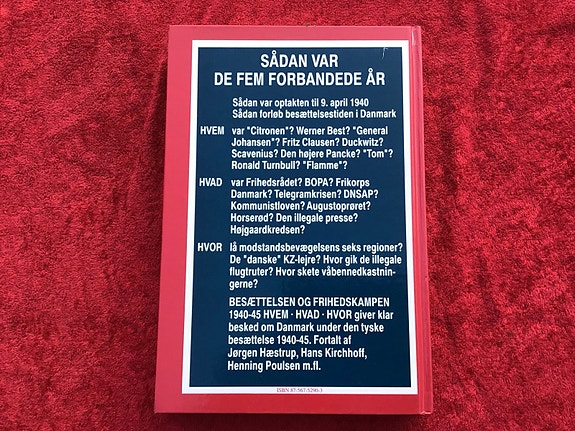 SÅDAN VAR
DE FEM FORBANDEDE ÅR
Sådan var optakten til 9. april 1940
Sådan forløb besættelsestiden i Danmark
HVEM var "Citronen"? Werner Best? "General
Johansen"? Fritz Clausen? Duckwitz?
Scavenius? Den højere Pancke? "Tom"?
Ronald Turnbull? "Flamme"?
HVAD var Frihedsrådet? BOPA? Frikorps
Danmark? Telegramkrisen? DNSAP?
Kommunistloven? Augustoprøret?
Horserød? Den illegale presse?
Højgaardkredsen?
HVOR lå modstandsbevægelsens seks regioner?
De "danske" KZ-lejre? Hvor gik de illegale
flugtruter? Hvor skete våbennedkastnin-
gerne?
BESÆTTELSEN OG FRIHEDSKAMPEN
1940-45 HVEM · HVAD · HVOR giver klar
besked om Danmark under den tyske
besættelse 1940-45. Fortalt af
Jørgen Hæstrup, Hans Kirchhoff,
Henning Poulsen m.fl.
ISBN 87-567-5296-1